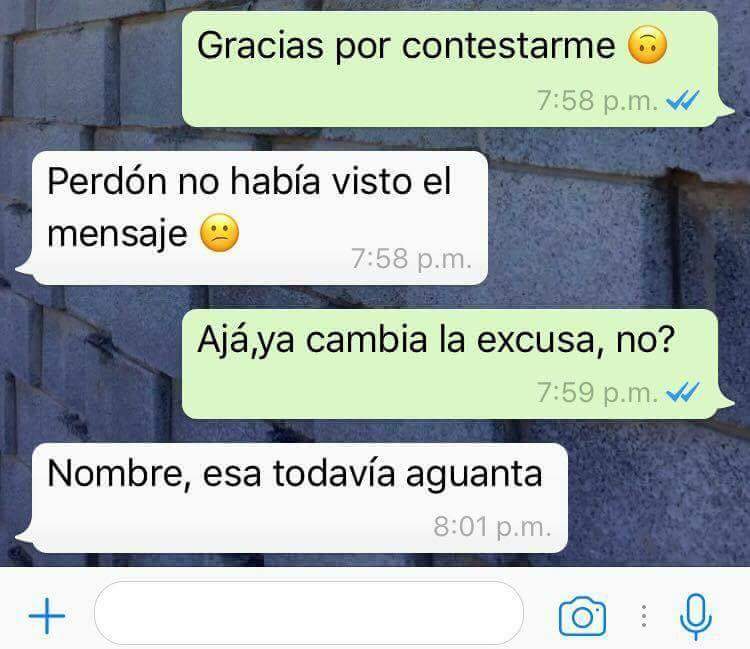 Gracias por contestarme 🙃
7:58 p.m.
Perdón no había visto el
mensaje 😕
7:58 p.m.
Ajá,ya cambia la excusa, no?
7:59 p.m.
Nombre, esa todavía aguanta
8:01 p.m.